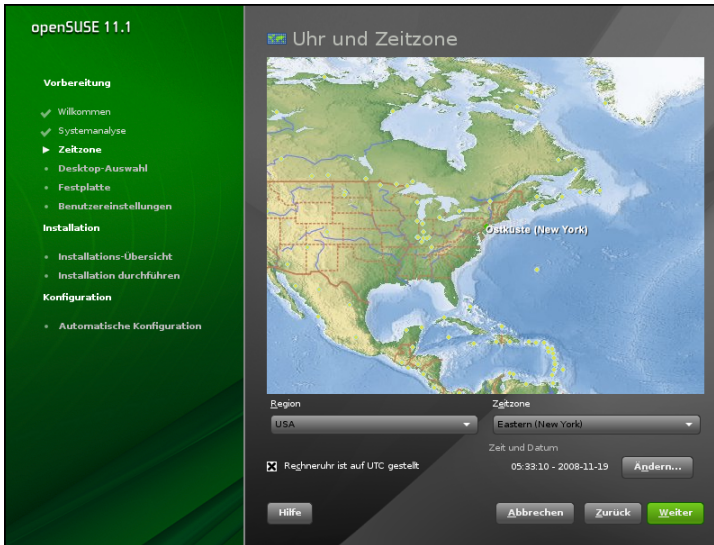 openSUSE 11.1
Vorbereitung
Willkommen
Systemanalyse
Zeitzone
Desktop-Auswahl
Festplatte
Benutzereinstellungen
Installation
Installations-Übersicht
Installation durchführen
Konfiguration
Automatische Konfiguration
Uhr und Zeitzone
Ostküste (New York)
Region
Zeitzone
USA
Eastern (New York)
Zeit und Datum
Rechneruhr ist auf UTC gestellt
05:33:10 - 2008-11-19
Ändern...
Hilfe
Abbrechen
Zurück
Weiter